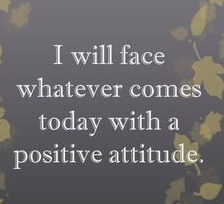 I will face
whatever comes
today with a
positive attitude.